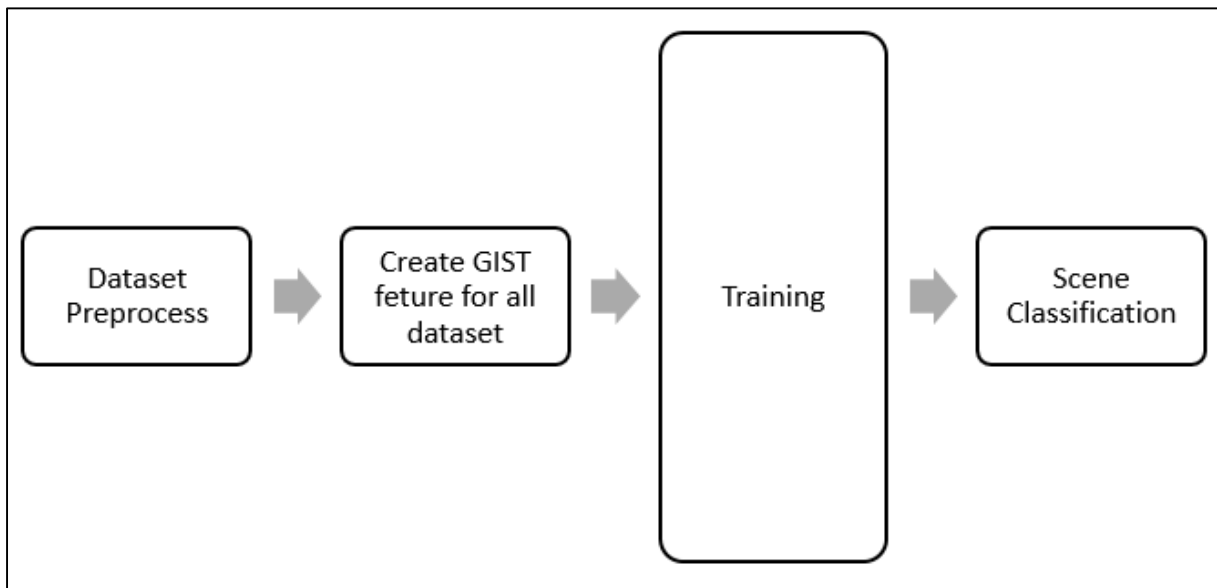 Dataset
Preprocess
Create GIST
feture for all
dataset
Training
Scene
Classification